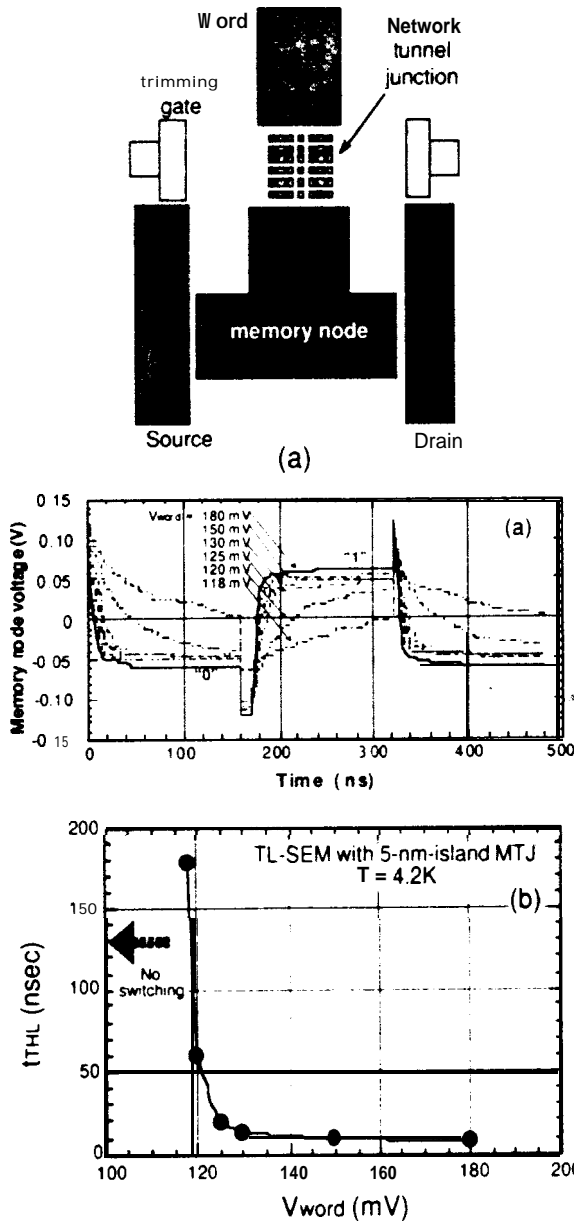 Word
Network
tunnel
junction
trimming
gate
memory node
Source
Drain
(a)
0 15
0.10
0.05
0
-0 05
-0.10
-0 15
Memory node voltage (V)
Vword = 180 mV
150 mV
130 mV
125 mV
120 mV
118 mV
"1"
"0"
(a)
0
100
200
300
400
500
Time ( ns)
200
150
100
50
0
tTHL (nsec)
TL-SEM with 5-nm-island MTJ
T = 4.2K
(b)
No
switching
100
120
140
160
180
Vword (mV)